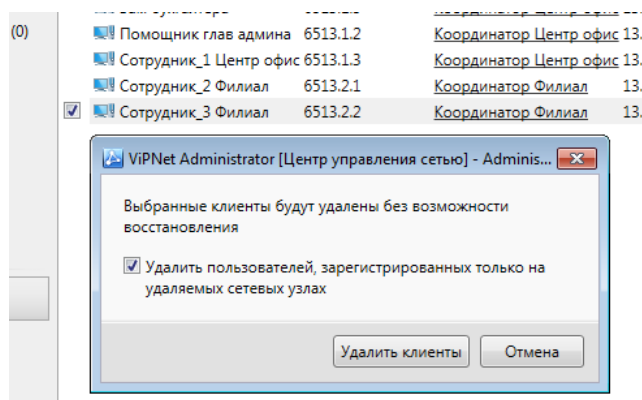 (0)
Помощник глав админа 6513.1.2 Координатор Центр офис 13.
Сотрудник_1 Центр офис 6513.1.3 Координатор Центр офис 13.
Сотрудник_2 Филиал 6513.2.1 Координатор Филиал 13.
Сотрудник_3 Филиал 6513.2.2 Координатор Филиал 13.
ViPNet Administrator [Центр управления сетью] - Adminis...
Выбранные клиенты будут удалены без возможности
восстановления
Удалить пользователей, зарегистрированных только на
удаляемых сетевых узлах
Удалить клиенты Отмена